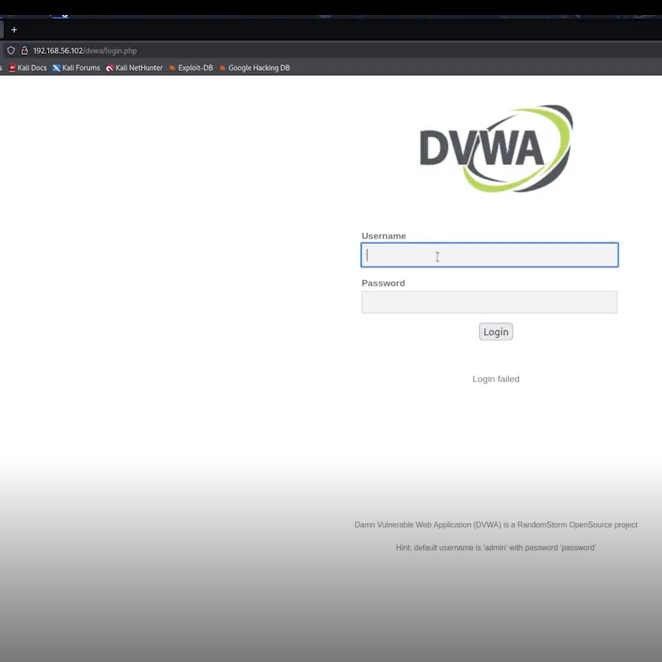 +
192.168.56.102/dvwa/login.php
Kali Docs Kali Forums Kali NetHunter Exploit-DB Google Hacking DB
DVWA
Username
Password
Login
Login failed
Damn Vulnerable Web Application (DVWA) is a RandomStorm OpenSource project
Hint: default username is 'admin' with password 'password'